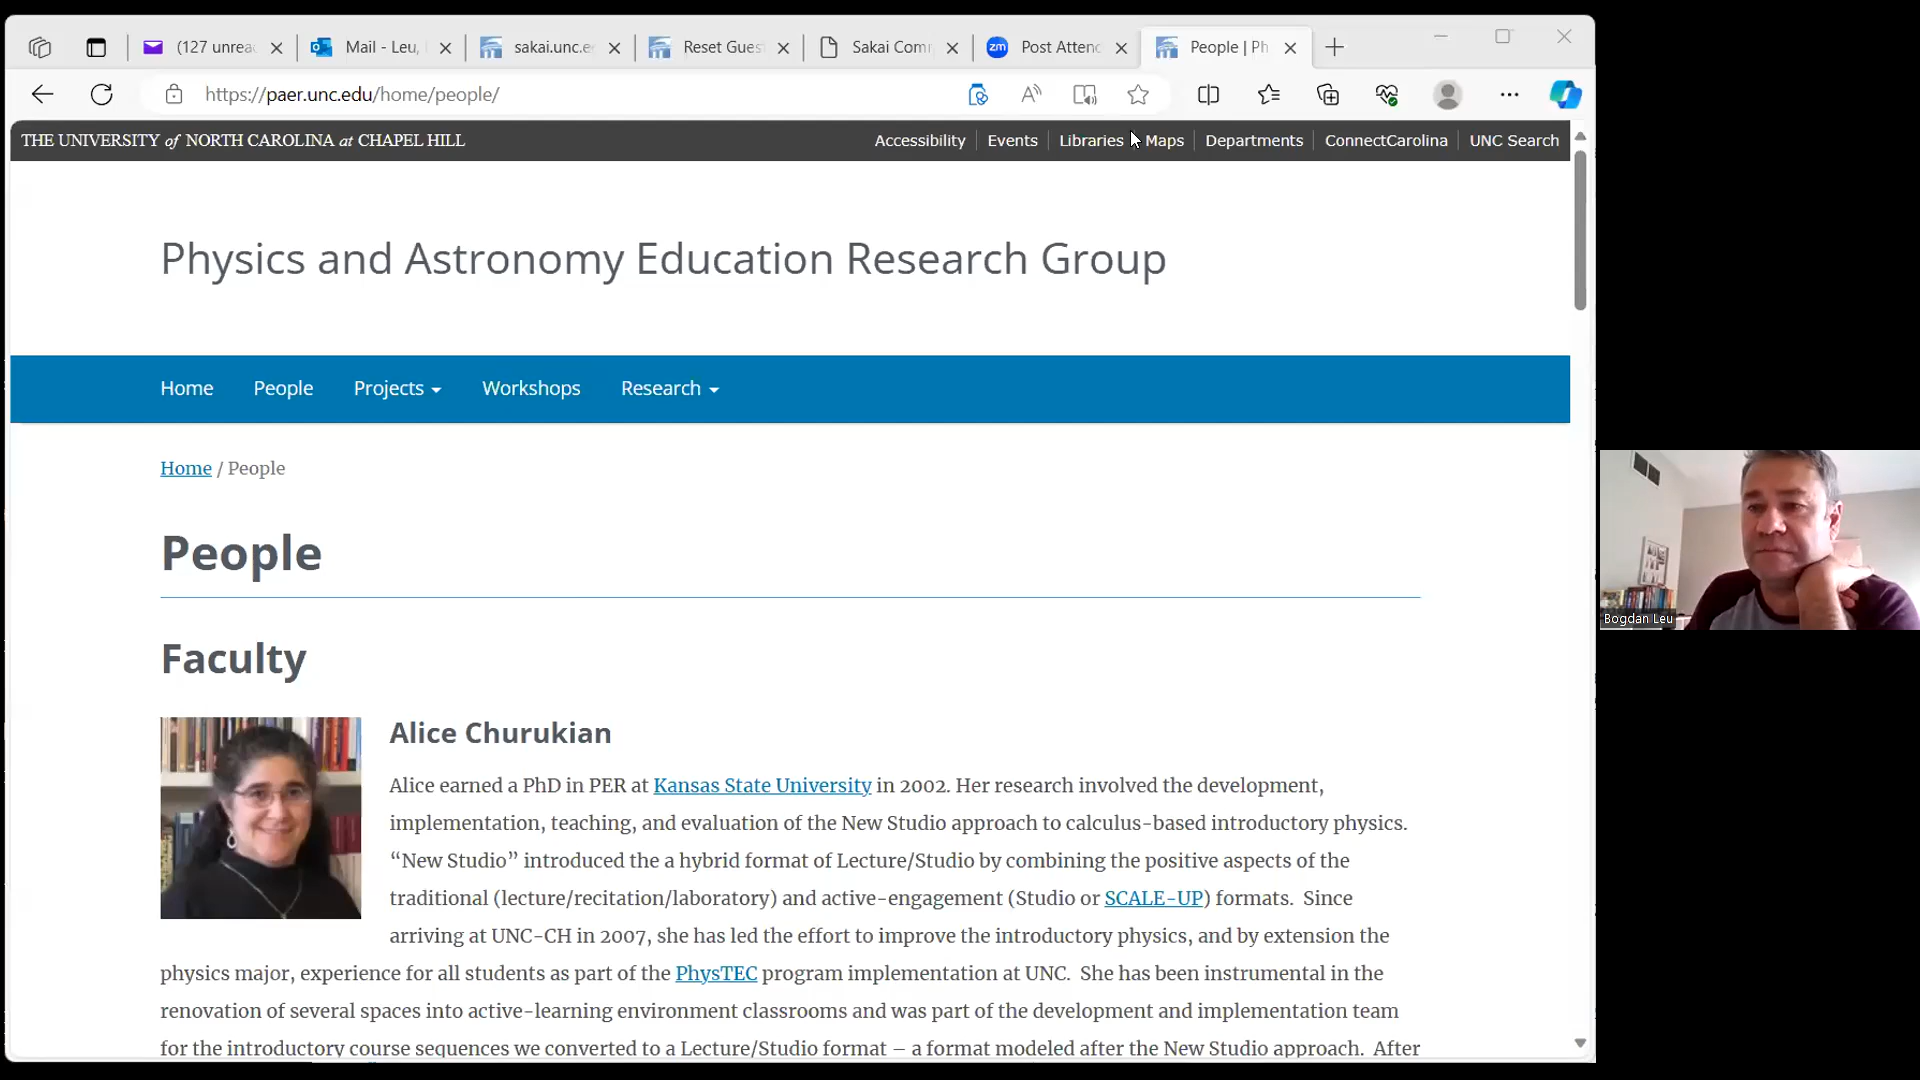 (127 unrea
Mail - Leu,
sakai.unc.e
Reset Gues
Sakai Com
zm
Post Attend
People | Ph
https://paer.unc.edu/home/people/
THE UNIVERSITY of NORTH CAROLINA at CHAPEL HILL
Accessibility
Events
Libraries
Maps
Departments
ConnectCarolina
UNC Search
Physics and Astronomy Education Research Group
Home
People
Projects
Workshops
Research
Home / People
People
Faculty
Alice Churukian
Alice earned a PhD in PER at Kansas State University in 2002. Her research involved the development,
implementation, teaching, and evaluation of the New Studio approach to calculus-based introductory physics.
“New Studio” introduced the a hybrid format of Lecture/Studio by combining the positive aspects of the
traditional (lecture/recitation/laboratory) and active-engagement (Studio or SCALE-UP) formats. Since
arriving at UNC-CH in 2007, she has led the effort to improve the introductory physics, and by extension the
physics major, experience for all students as part of the PhysTEC program implementation at UNC. She has been instrumental in the
renovation of several spaces into active-learning environment classrooms and was part of the development and implementation team
for the introductory course sequences we converted to a Lecture/Studio format – a format modeled after the New Studio approach. After
Bogdan Leu